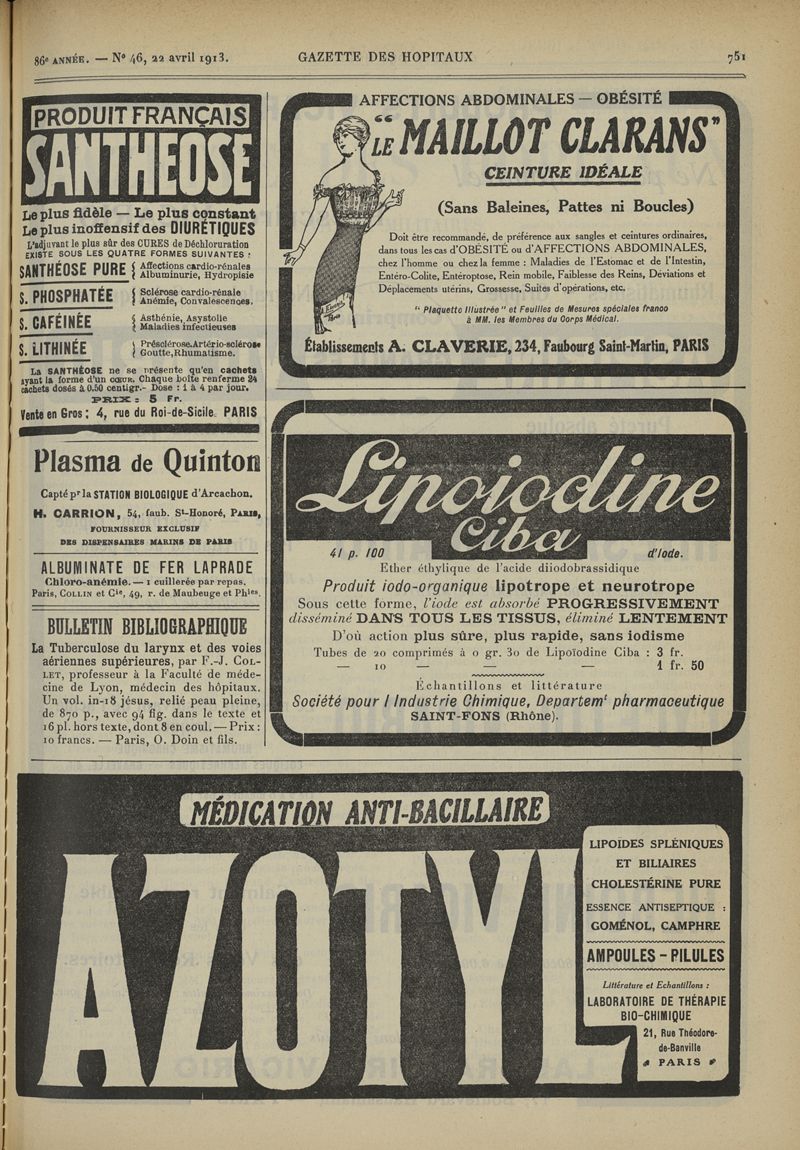 86e ANNÉE. — No 46, 22 avril 1913.
GAZETTE DES HOPITAUX
751
PRODUIT FRANÇAIS
SANTHEOSE
Le plus fidèle — Le plus constant
Le plus inoffensif des DIURÉTIQUES
L'adjuvant le plus sûr des CURES de Déchloruration
EXISTE SOUS LES QUATRE FORMES SUIVANTES :
SANTHÉOSE PURE { Affections cardio-rénales
Albuminurie, Hydropisie
S. PHOSPHATÉE { Sclérose cardio-rénale
Anémie, Convalescences.
S. CAFÉINÉE { Asthénie, Asystolie
Maladies infectieuses
S. LITHINÉE { Présclérose. Artério-sclérose
Goutte, Rhumatisme.
La SANTHÉOSE ne se présente qu'en cachets
ayant la forme d'un cœur. Chaque boîte renferme 24
cachets dosés à 0.50 centigr.- Dose : 1 à 4 par jour.
PRIX : 5 Fr.
Vente en Gros : 4, rue du Roi-de-Sicile. PARIS
Plasma de Quinton
Capté pr la STATION BIOLOGIQUE d'Arcachon.
H. CARRION, 54, faub. St-Honoré, PARIS,
FOURNISSEUR EXCLUSIF
DES DISPENSAIRES MARINS DE PARIS
ALBUMINATE DE FER LAPRADE
Chloro-anémie. — 1 cuillerée par repas.
Paris, COLLIN et Cie, 49, r. de Maubeuge et Phies.
BULLETIN BIBLIOGRAPHIQUE
La Tuberculose du larynx et des voies
aériennes supérieures, par F.-J. COL-
LET, professeur à la Faculté de méde-
cine de Lyon, médecin des hôpitaux.
Un vol. in-18 jésus, relié peau pleine,
de 870 p., avec 94 fig. dans le texte et
16 pl. hors texte, dont 8 en coul. — Prix :
10 francs. — Paris, O. Doin et fils.
AFFECTIONS ABDOMINALES — OBÉSITÉ
“LE MAILLOT CLARANS”
CEINTURE IDÉALE
(Sans Baleines, Pattes ni Boucles)
Doit être recommandé, de préférence aux sangles et ceintures ordinaires,
dans tous les cas d'OBÉSITÉ ou d'AFFECTIONS ABDOMINALES,
chez l'homme ou chez la femme : Maladies de l'Estomac et de l'Intestin,
Entéro-Colite, Entéroptose, Rein mobile, Faiblesse des Reins, Déviations et
Déplacements utérins, Grossesse, Suites d'opérations, etc.
“ Plaquette Illustrée ” et Feuilles de Mesures spéciales franco
à MM. les Membres du Corps Médical.
Établissements A. CLAVERIE, 234, Faubourg Saint-Martin, PARIS
Lipoiodine
Ciba
41 p. 100
d'Iode.
Ether éthylique de l'acide diiodobrassidique
Produit iodo-organique lipotrope et neurotrope
Sous cette forme, l'iode est absorbé PROGRESSIVEMENT
disséminé DANS TOUS LES TISSUS, éliminé LENTEMENT
D'où action plus sûre, plus rapide, sans iodisme
Tubes de 20 comprimés à 0 gr. 30 de Lipoïodine Ciba : 3 fr.
— 10 — — — 1 fr. 50
Échantillons et littérature
Société pour l Industrie Chimique, Departemt pharmaceutique
SAINT-FONS (Rhône).
MÉDICATION ANTI-BACILLAIRE
AZOTYL
LIPOÏDES SPLÉNIQUES
ET BILIAIRES
CHOLESTÉRINE PURE
ESSENCE ANTISEPTIQUE :
GOMÉNOL, CAMPHRE
AMPOULES - PILULES
Littérature et Echantillons :
LABORATOIRE DE THÉRAPIE
BIO-CHIMIQUE
21, Rue Théodore-
de-Banville
PARIS